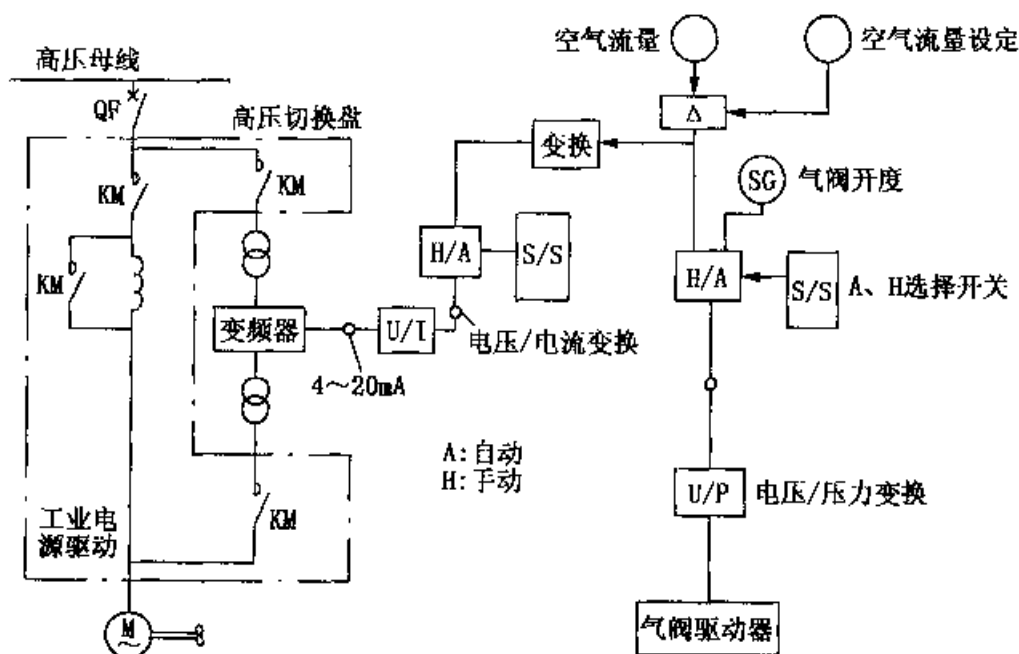 空气流量
空气流量设定
高压母线
QF
高压切换盘
Δ
变换
SG
气阀开度
KM
KM
KM
H/A
S/S
H/A
S/S
A、H选择开关
变频器
U/I
电压/电流变换
4～20mA
A:自动
H:手动
U/P
电压/压力变换
KM
工业电
源驱动
M
~
气阀驱动器